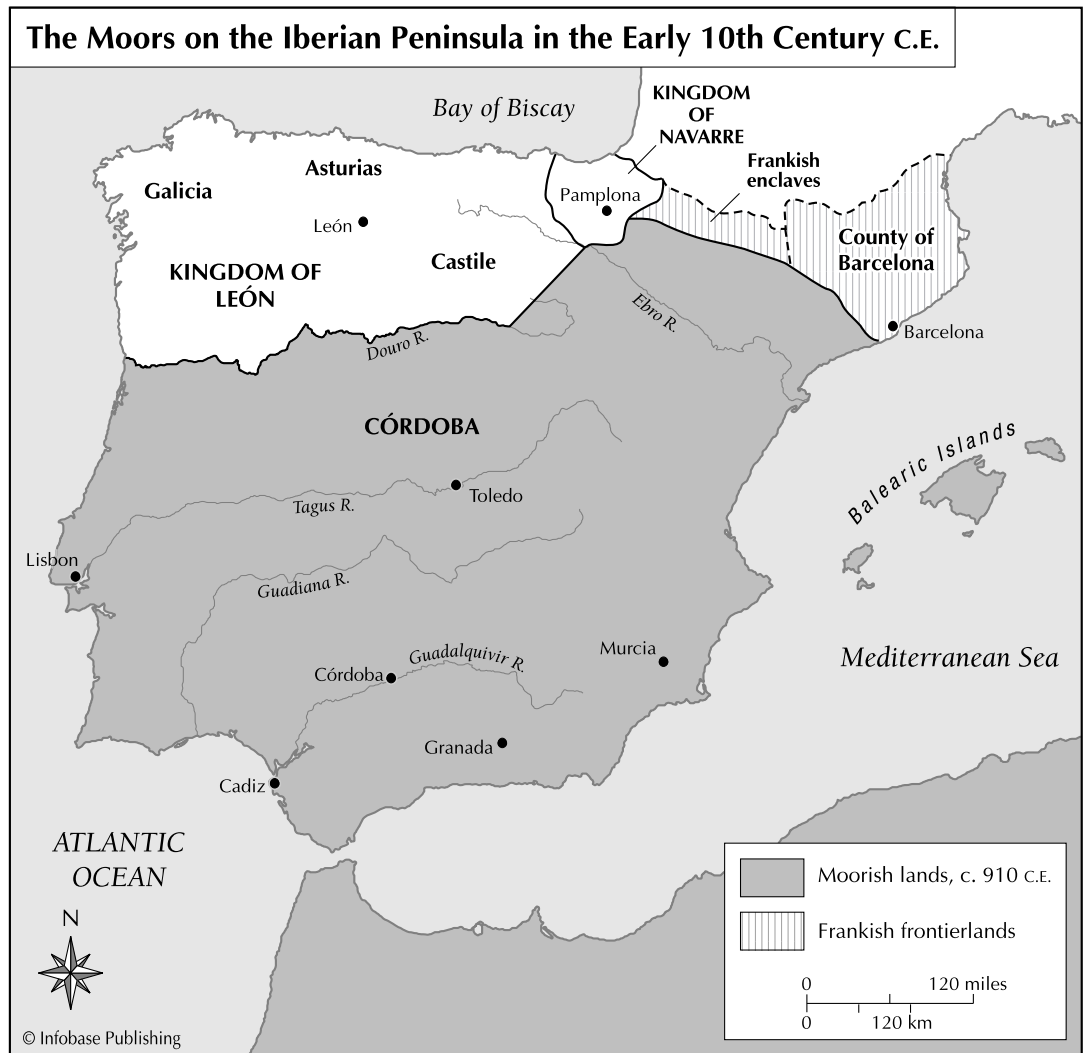 The Moors on the Iberian Peninsula in the Early 10th Century C.E.
Bay of Biscay
KINGDOM
OF
NAVARRE
Frankish
enclaves
Asturias
Galicia
Pamplona
León
County of
Barcelona
Castile
KINGDOM OF
LEÓN
Ebro R.
Barcelona
Douro R.
CÓRDOBA
Balearic Islands
Toledo
Tagus R.
Lisbon
Guadiana R.
Murcia
Guadalquivir R.
Mediterranean Sea
Córdoba
Granada
Cadiz
ATLANTIC
OCEAN
N
Moorish lands, c. 910 C.E.
Frankish frontierlands
0 120 miles
0 120 km
© Infobase Publishing